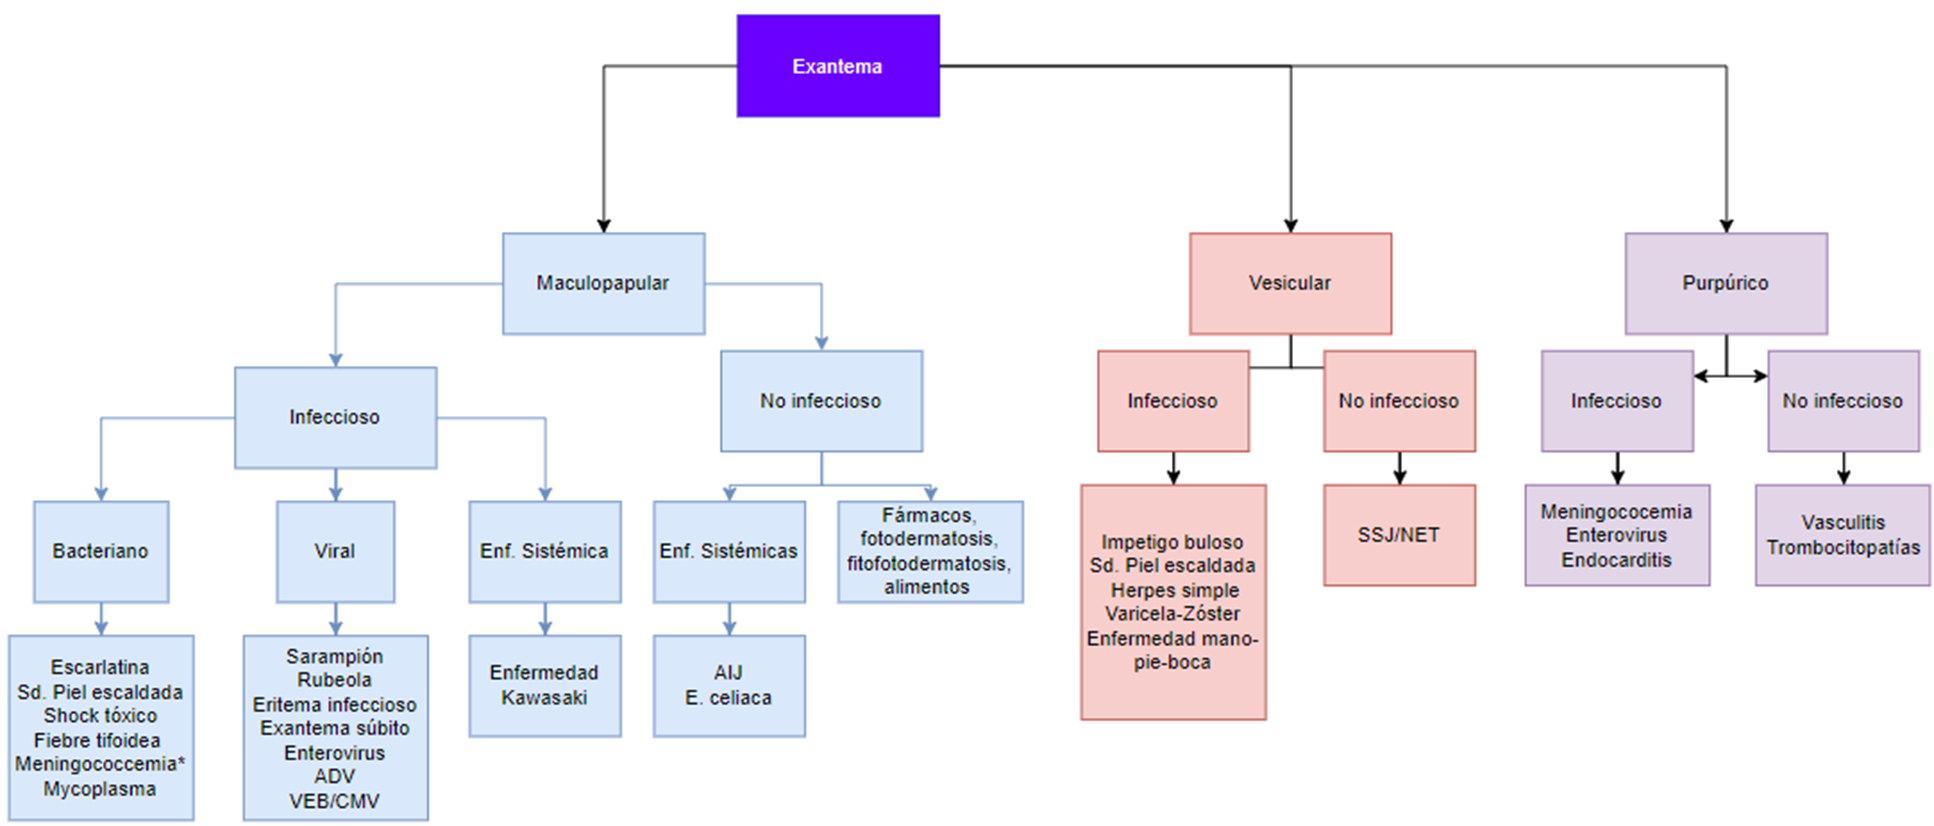 Exantema
Maculopapular
Vesicular
Purpúrico
Infeccioso
No infeccioso
Infeccioso
No infeccioso
Infeccioso
No infeccioso
Bacteriano
Viral
Enf. Sistémica
Enf. Sistémicas
Fármacos,
fotodermatosis,
fitofotodermatosis,
alimentos
Impetigo buloso
Sd. Piel escaldada
Herpes simple
Varicela-Zóster
Enfermedad mano-
pie-boca
SSJ/NET
Meningococemia
Enterovirus
Endocarditis
Vasculitis
Trombocitopatías
Escarlatina
Sd. Piel escaldada
Shock tóxico
Fiebre tifoidea
Meningococcemia*
Mycoplasma
Sarampión
Rubeola
Eritema infeccioso
Exantema súbito
Enterovirus
ADV
VEB/CMV
Enfermedad
Kawasaki
AIJ
E. celiaca